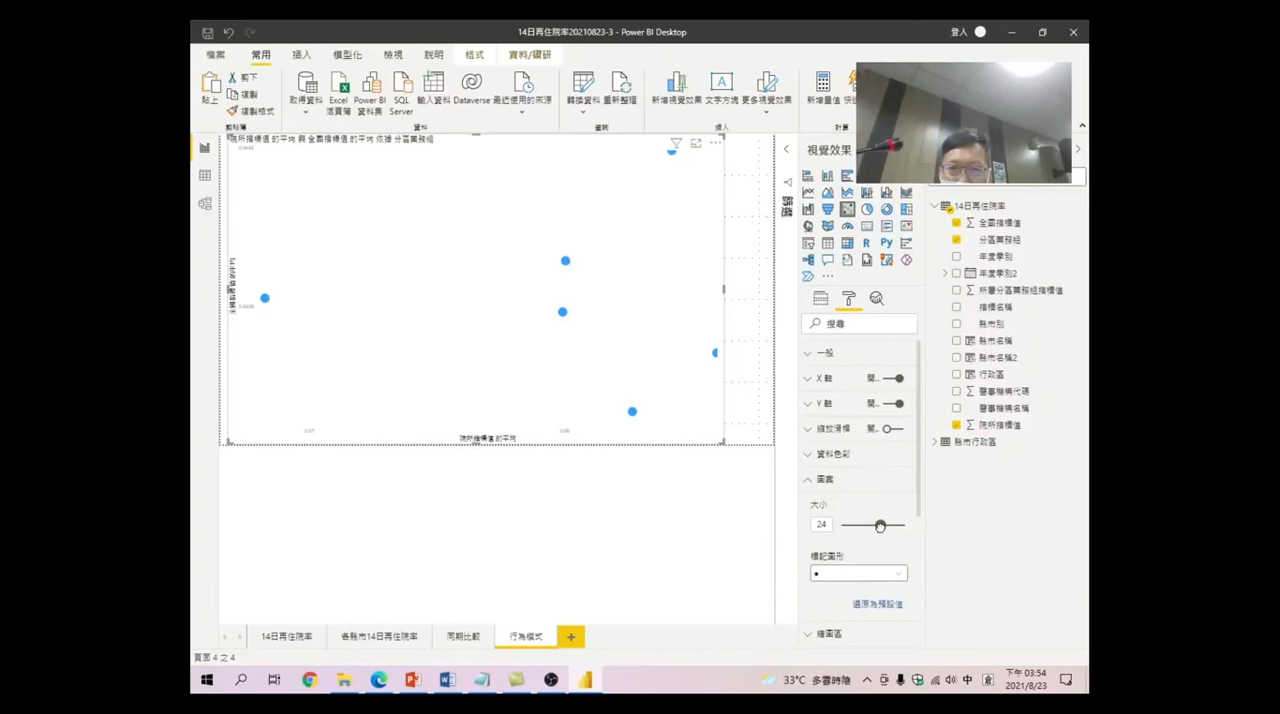 14日再住院率20210823-3 - Power BI Desktop
登入
檔案 常用 插入 模型化 檢視 說明 格式 資料/鑽研
貼上
剪下
複製
複製格式
剪貼簿
取得資料
Excel 活頁簿
Power BI 資料集
SQL Server
輸入資料
Dataverse
最近使用的來源
資料
轉換資料
重新整理
查詢
新增視覺效果
文字方塊
更多視覺效果
插入
新增量值
計算
院所指標值 的平均 與 全國指標值 的平均 依據 分區業務組
全國指標值 的平均
0.07
院所指標值 的平均
篩選
視覺效果
R Py
搜尋
一般
X 軸 開...
Y 軸 開...
縮放滑桿 關...
資料色彩
圖案
大小
24
標記圖形
還原為預設值
繪圖區
14日再住院率
全國指標值
分區業務組
年度季別
年度季別2
所屬分區業務組指標值
指標名稱
縣市別
縣市名稱
縣市名稱2
行政區
醫事機構代碼
醫事機構名稱
院所指標值
縣市行政區
14日再住院率 各縣市14日再住院率 同期比較 行為模式
頁面 4 之 4
33°C 多雲時陰
中
下午 03:54
2021/8/23